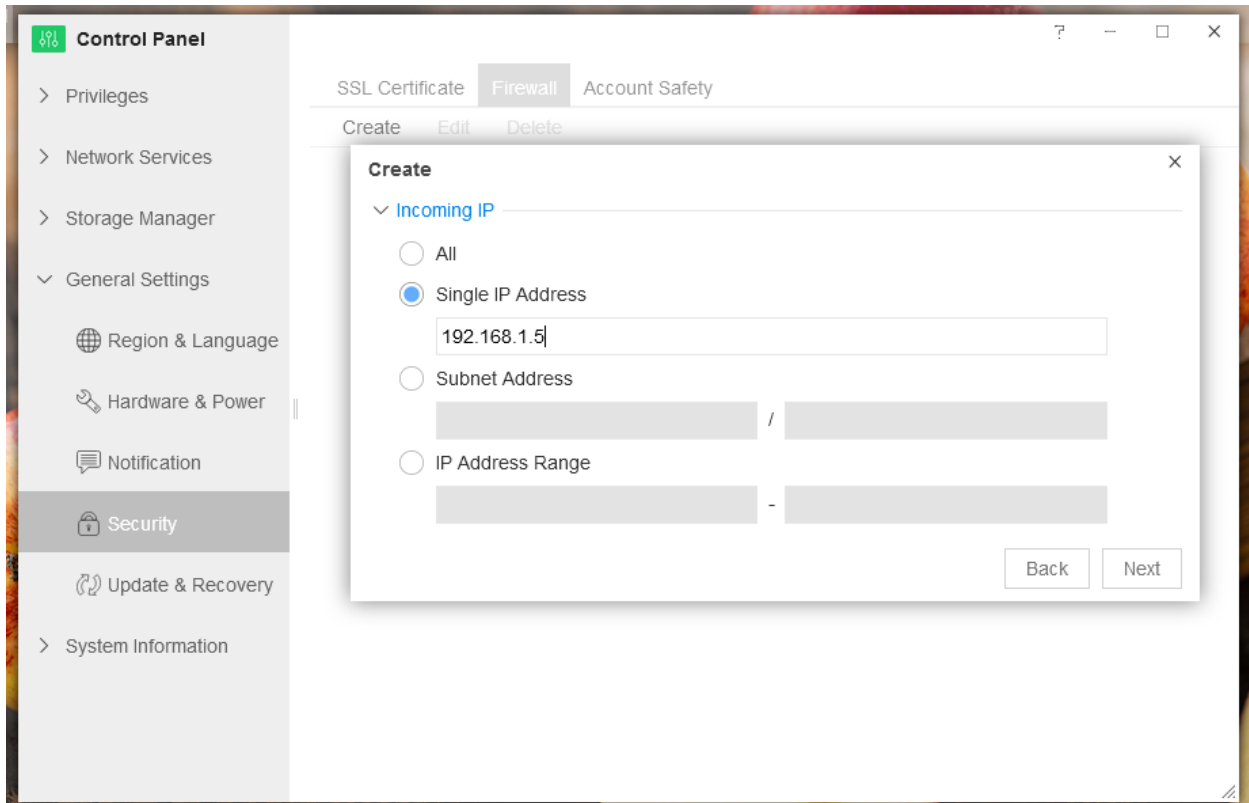 Control Panel
Privileges
Network Services
Storage Manager
General Settings
Region & Language
Hardware & Power
Notification
Security
Update & Recovery
System Information
?
SSL Certificate Firewall Account Safety
Create Edit Delete
Create
Incoming IP
All
Single IP Address
192.168.1.5
Subnet Address
/
IP Address Range
-
Back Next